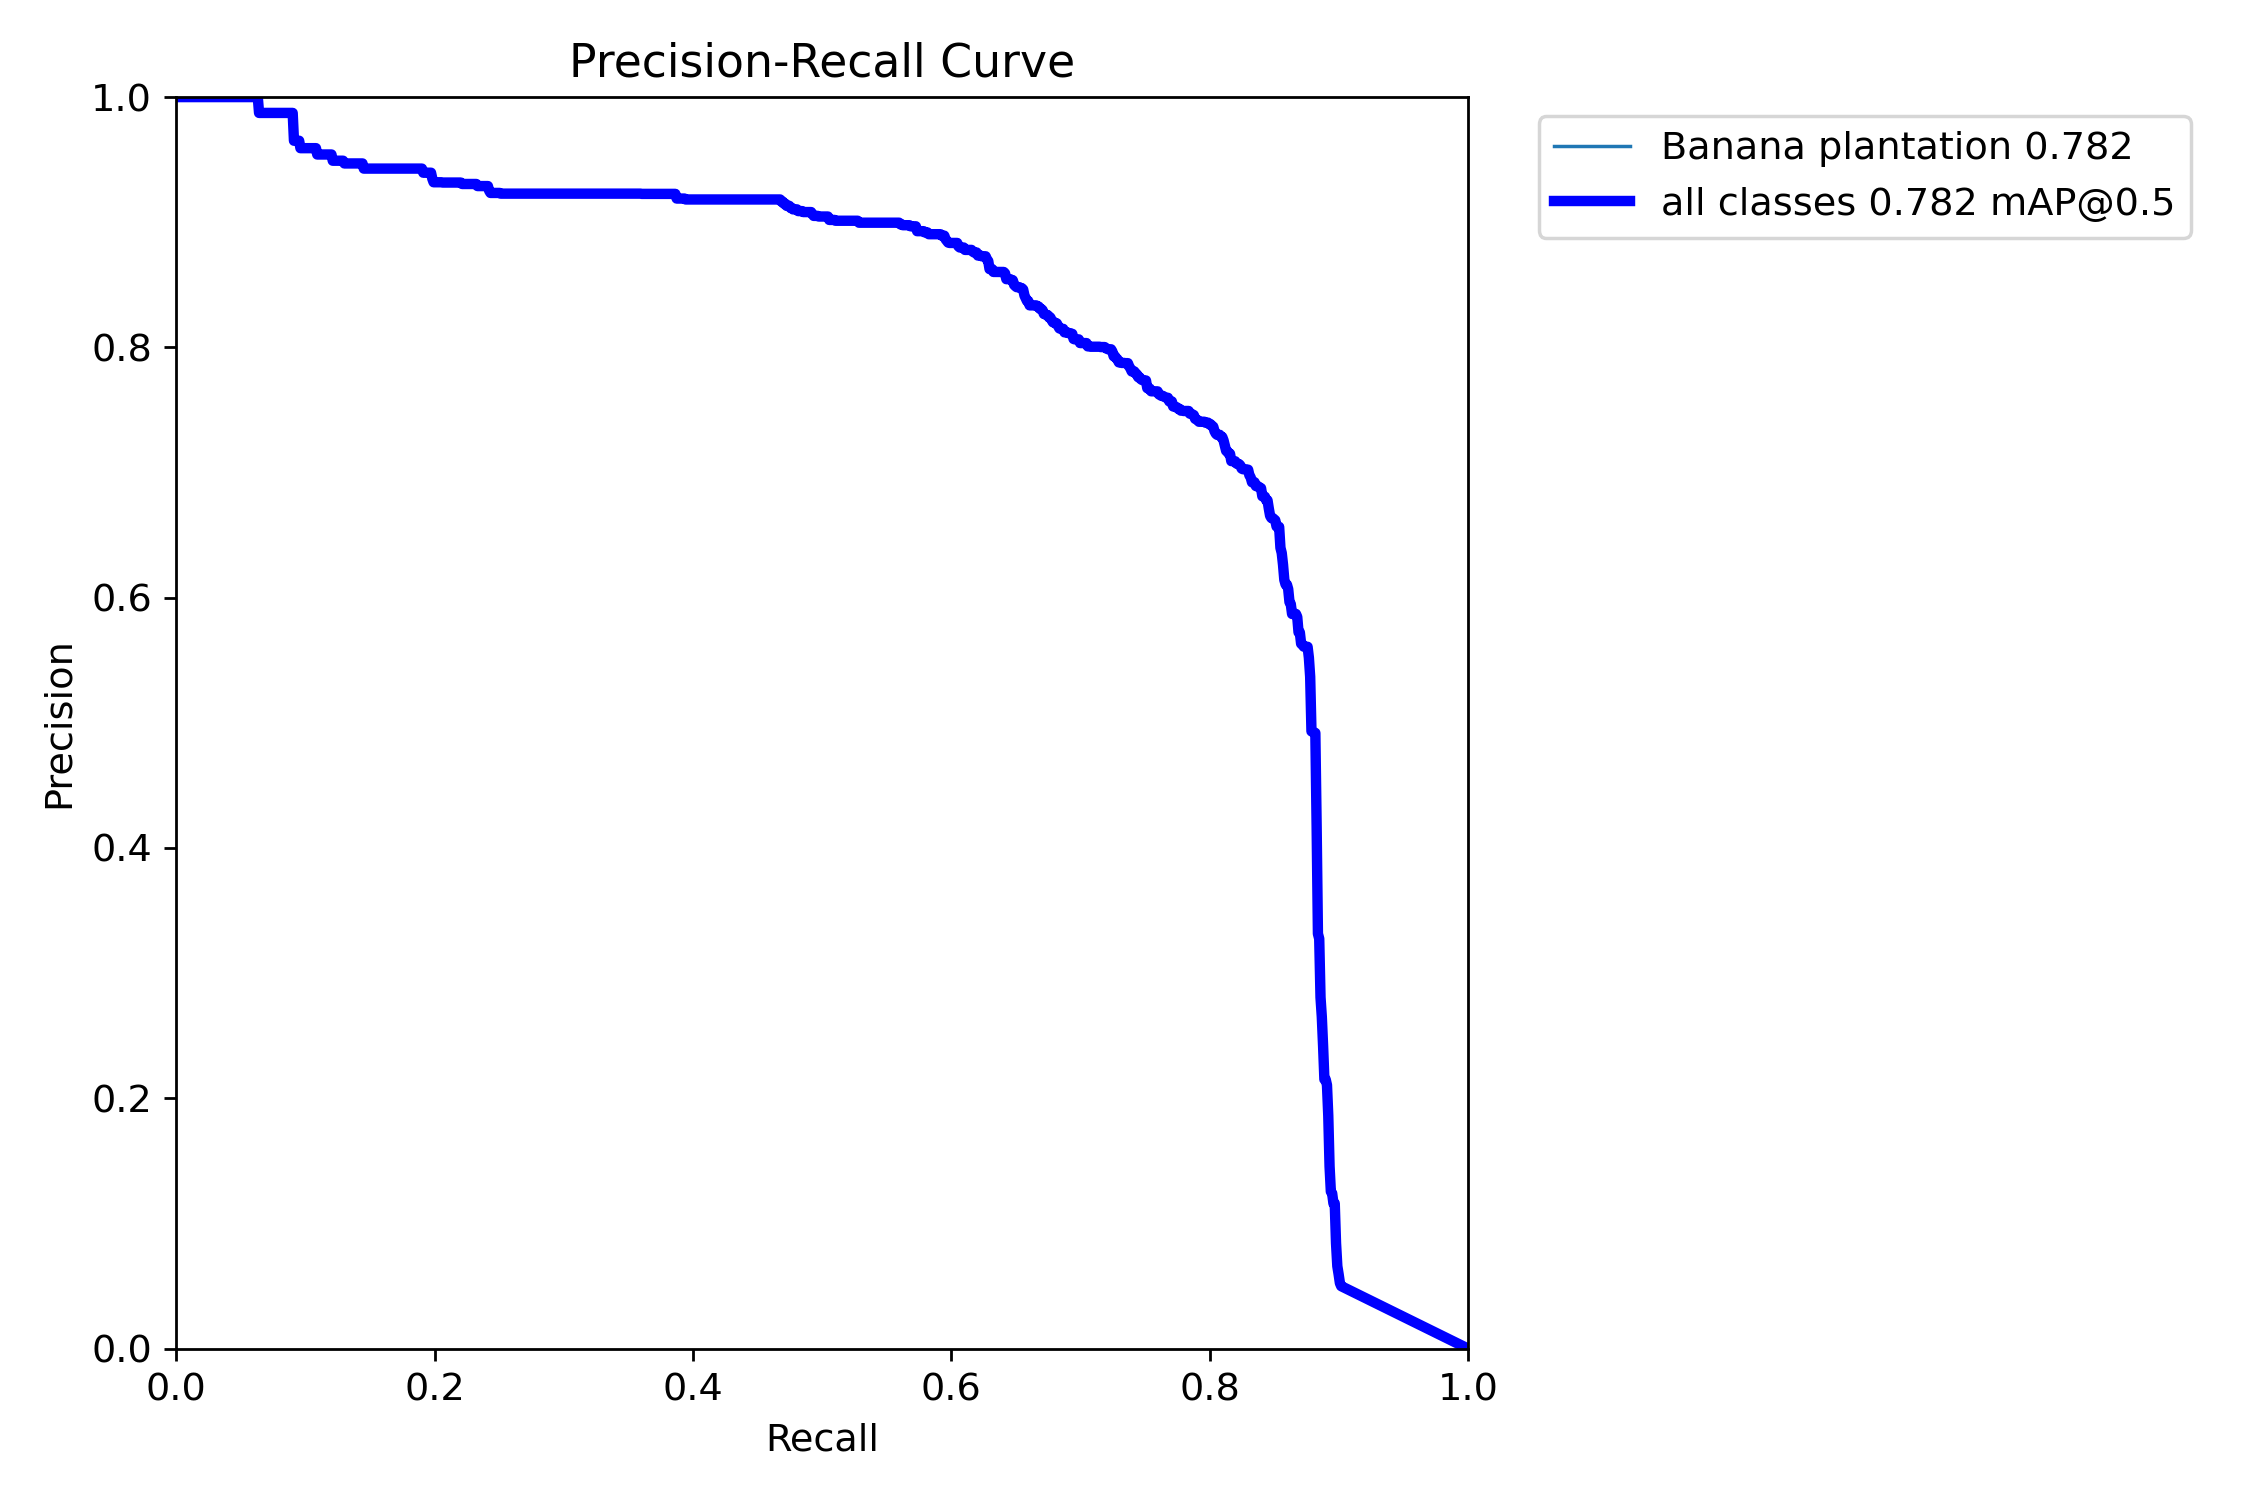 Precision-Recall Curve
1.0
0.8
0.6
0.4
0.2
0.0
Precision
0.0 0.2 0.4 0.6 0.8 1.0
Recall
Banana plantation 0.782
all classes 0.782 mAP@0.5